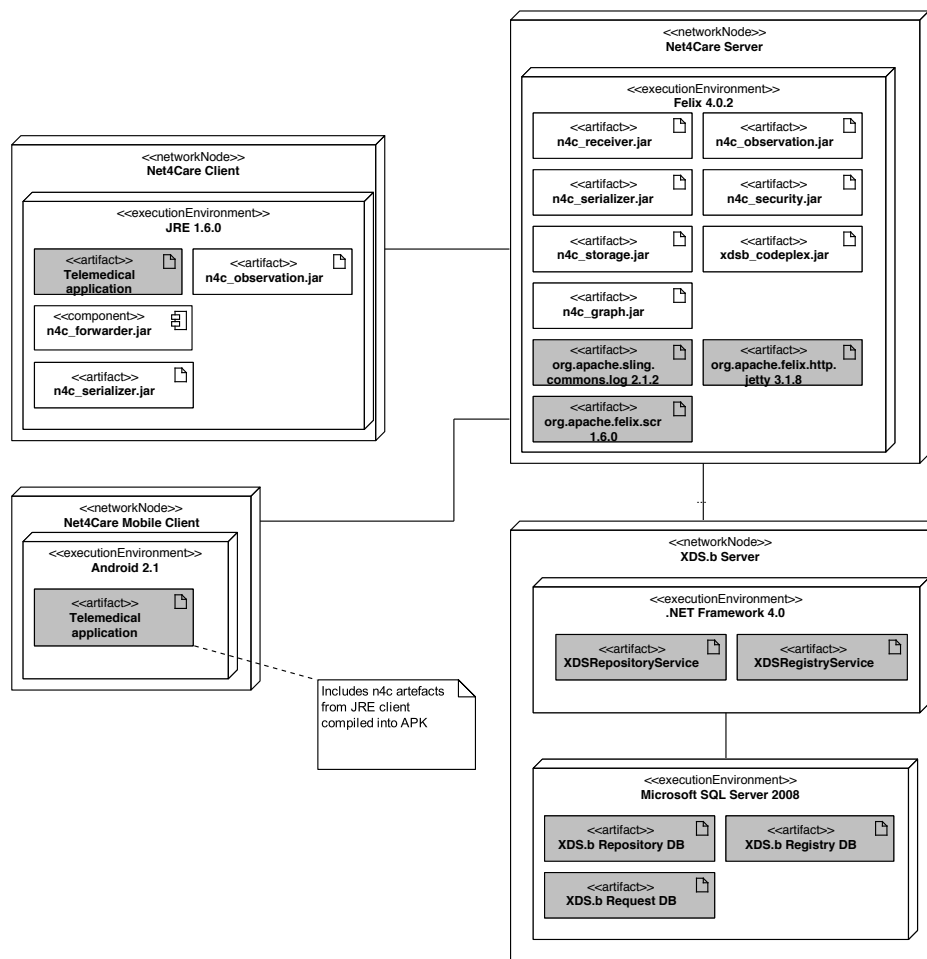 <<networkNode>>
Net4Care Client
<<executionEnvironment>>
JRE 1.6.0
<<artifact>>
Telemedical
application
<<artifact>>
n4c_observation.jar
<<component>>
n4c_forwarder.jar
<<artifact>>
n4c_serializer.jar
<<networkNode>>
Net4Care Mobile Client
<<executionEnvironment>>
Android 2.1
<<artifact>>
Telemedical
application
Includes n4c artefacts
from JRE client
compiled into APK
<<networkNode>>
Net4Care Server
<<executionEnvironment>>
Felix 4.0.2
<<artifact>>
n4c_receiver.jar
<<artifact>>
n4c_observation.jar
<<artifact>>
n4c_serializer.jar
<<artifact>>
n4c_security.jar
<<artifact>>
n4c_storage.jar
<<artifact>>
xdsb_codeplex.jar
<<artifact>>
n4c_graph.jar
<<artifact>>
org.apache.sling.
commons.log 2.1.2
<<artifact>>
org.apache.felix.http.
jetty 3.1.8
<<artifact>>
org.apache.felix.scr
1.6.0
...
<<networkNode>>
XDS.b Server
<<executionEnvironment>>
.NET Framework 4.0
<<artifact>>
XDSRepositoryService
<<artifact>>
XDSRegistryService
<<executionEnvironment>>
Microsoft SQL Server 2008
<<artifact>>
XDS.b Repository DB
<<artifact>>
XDS.b Registry DB
<<artifact>>
XDS.b Request DB